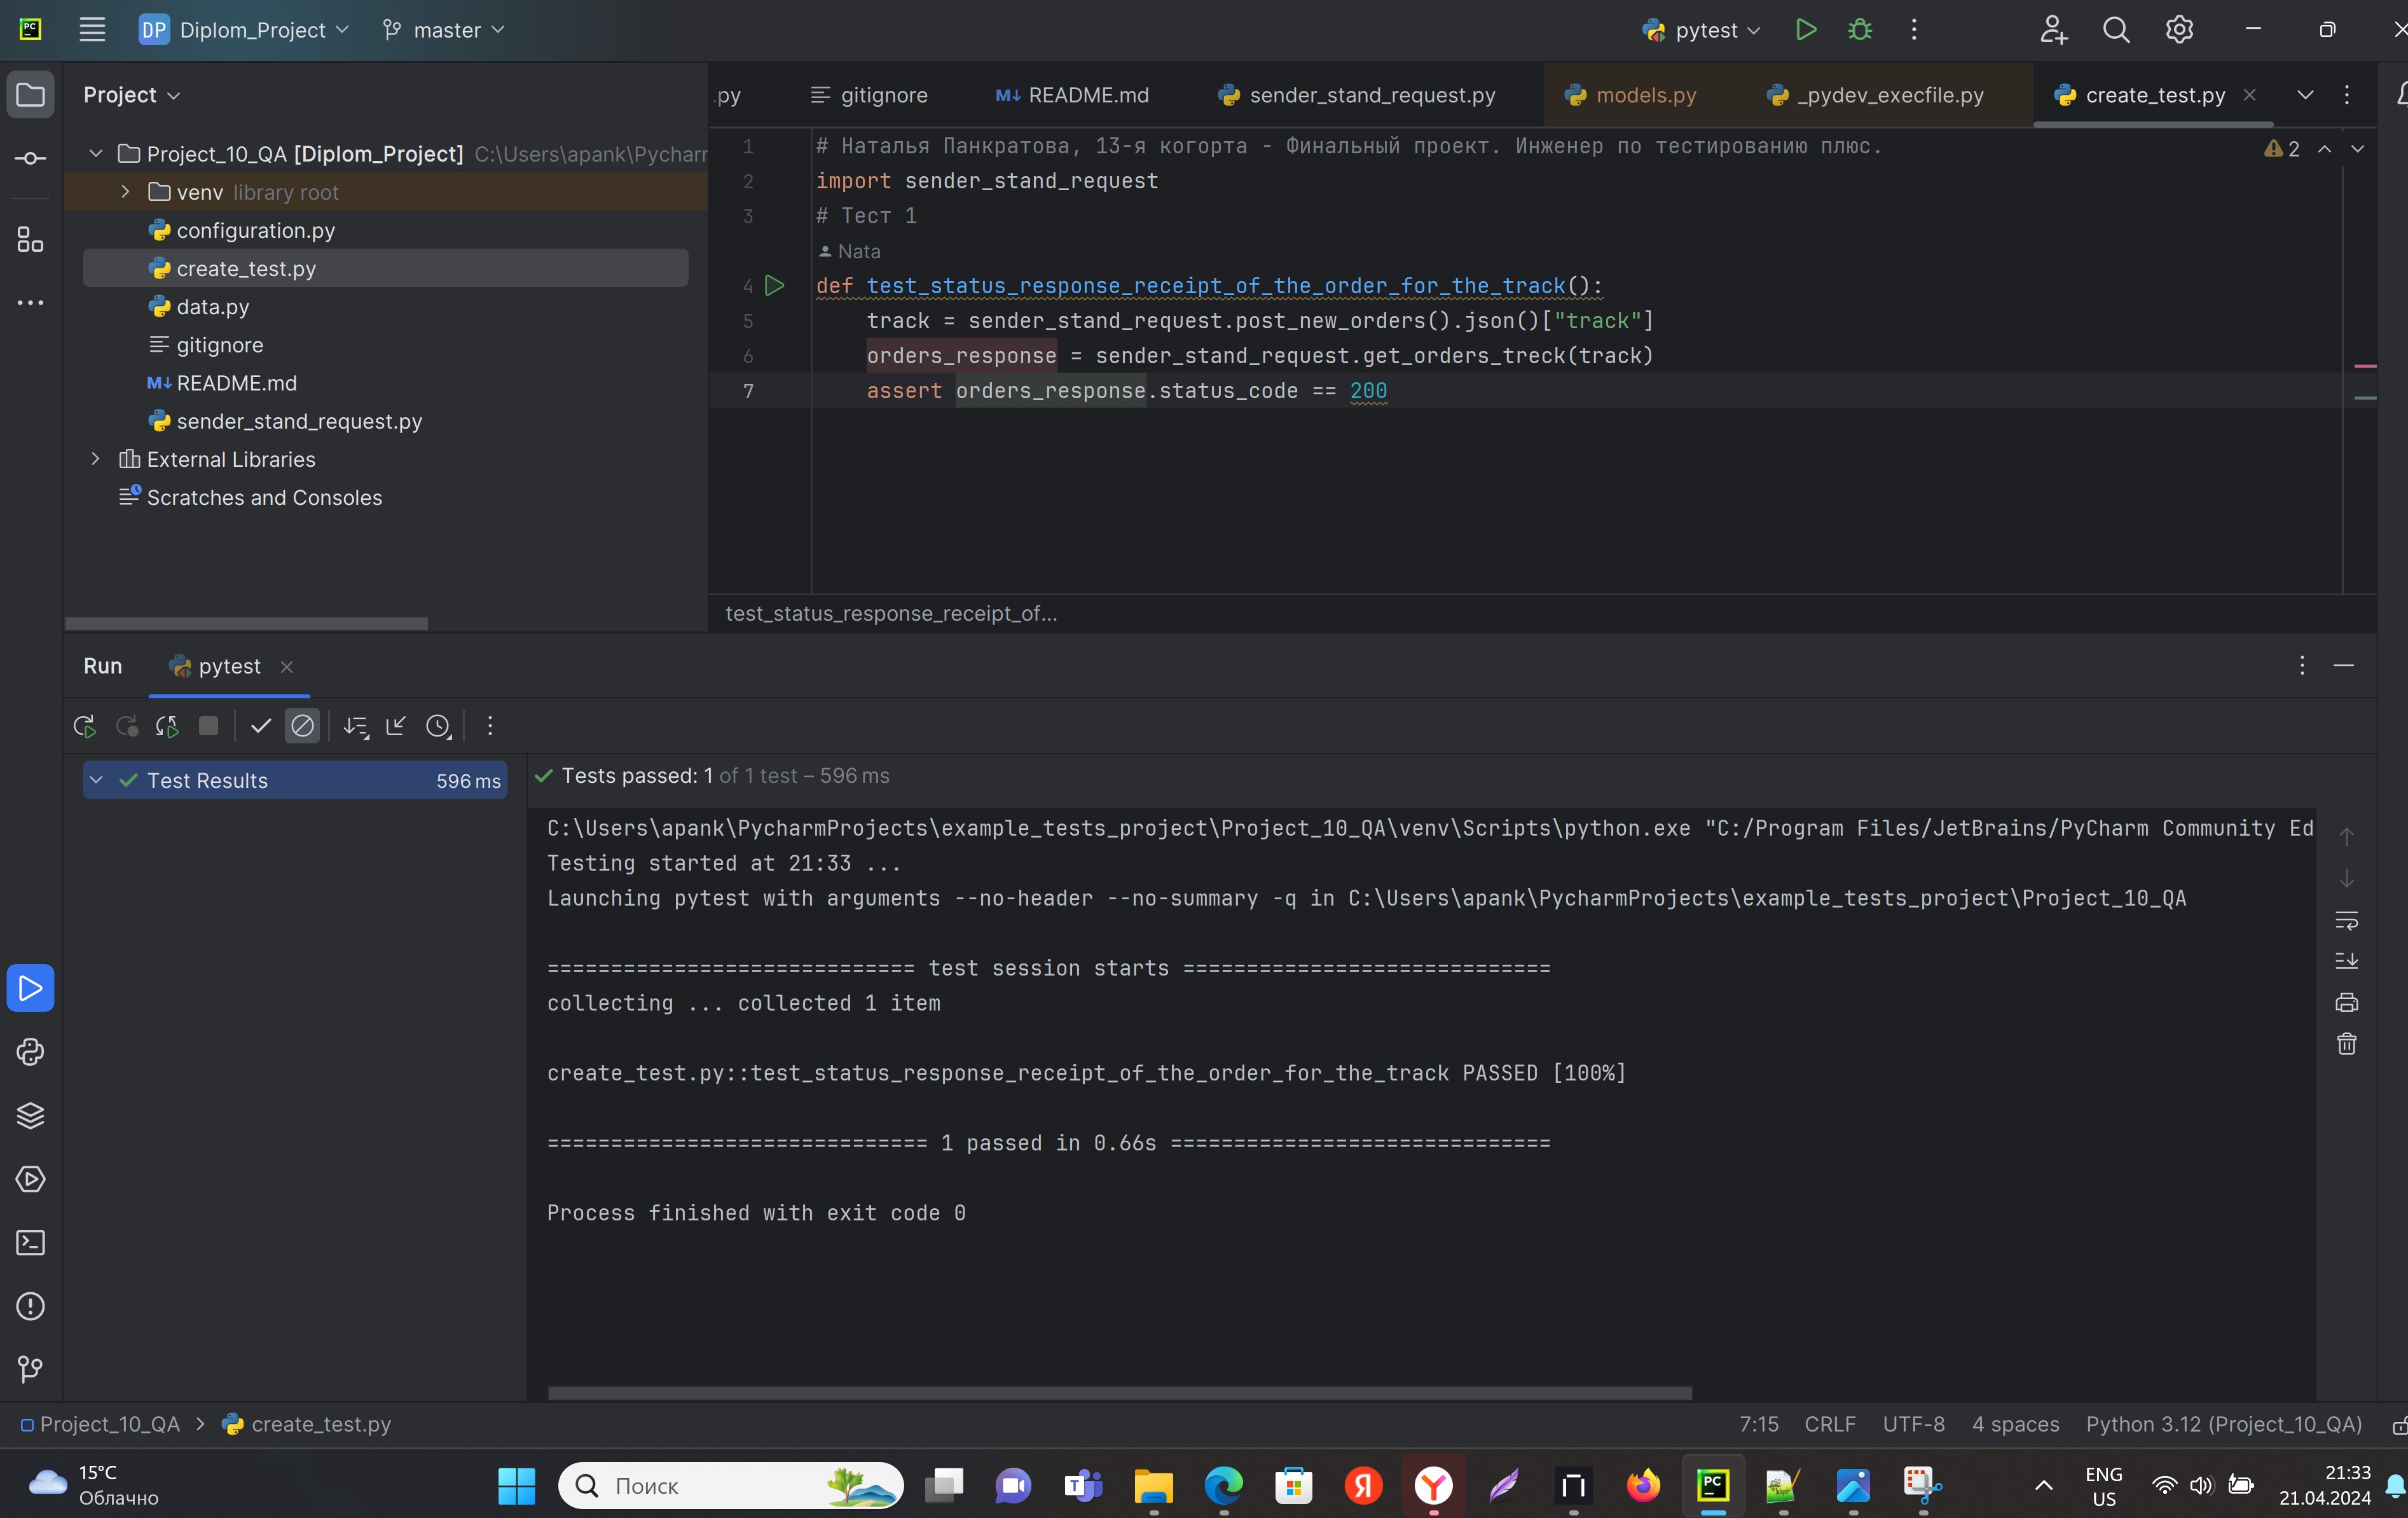 PC DP Diplom_Project master pytest
Project
.py gitignore M↓ README.md sender_stand_request.py models.py _pydev_execfile.py create_test.py
Project_10_QA [Diplom_Project] C:\Users\apank\Pychar
venv library root
configuration.py
create_test.py
data.py
gitignore
M↓ README.md
sender_stand_request.py
External Libraries
Scratches and Consoles
1 # Наталья Панкратова, 13-я когорта - Финальный проект. Инженер по тестированию плюс.
2
2 import sender_stand_request
3 # Тест 1
Nata
4 def test_status_response_receipt_of_the_order_for_the_track():
5 track = sender_stand_request.post_new_orders().json()["track"]
6 orders_response = sender_stand_request.get_orders_treck(track)
7 assert orders_response.status_code == 200
test_status_response_receipt_of...
Run pytest
Test Results 596 ms
Tests passed: 1 of 1 test – 596 ms
C:\Users\apank\PycharmProjects\example_tests_project\Project_10_QA\venv\Scripts\python.exe "C:/Program Files/JetBrains/PyCharm Community Ed
Testing started at 21:33 ...
Launching pytest with arguments --no-header --no-summary -q in C:\Users\apank\PycharmProjects\example_tests_project\Project_10_QA
============================= test session starts =============================
collecting ... collected 1 item
create_test.py::test_status_response_receipt_of_the_order_for_the_track PASSED [100%]
============================== 1 passed in 0.66s ==============================
Process finished with exit code 0
Project_10_QA > create_test.py 7:15 CRLF UTF-8 4 spaces Python 3.12 (Project_10_QA)
15°C
Облачно
Поиск
ENG
US
21:33
21.04.2024